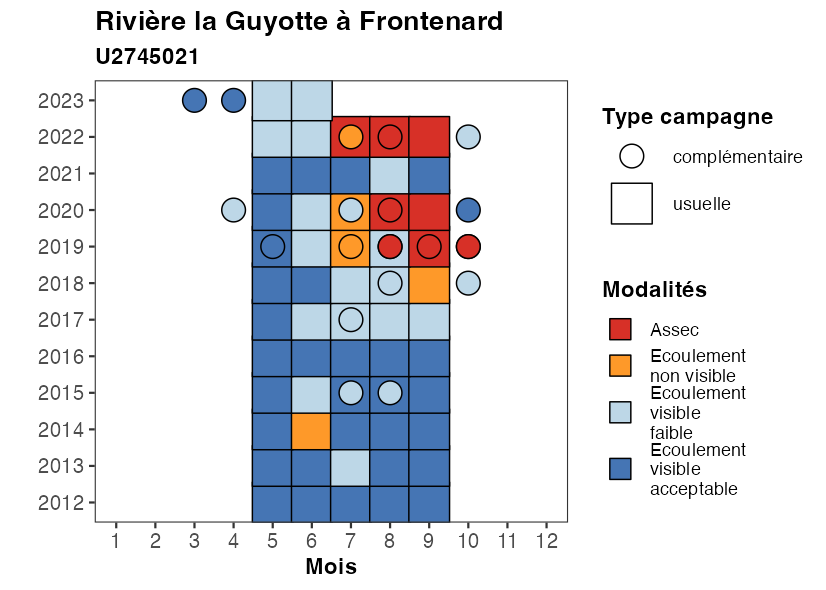 Rivière la Guyotte à Frontenard
U2745021
2023
2022
2021
2020
2019
2018
2017
2016
2015
2014
2013
2012
1 2 3 4 5 6 7 8 9 10 11 12
Mois
Type campagne
complémentaire
usuelle
Modalités
Assec
Ecoulement
non visible
Ecoulement
visible
faible
Ecoulement
visible
acceptable